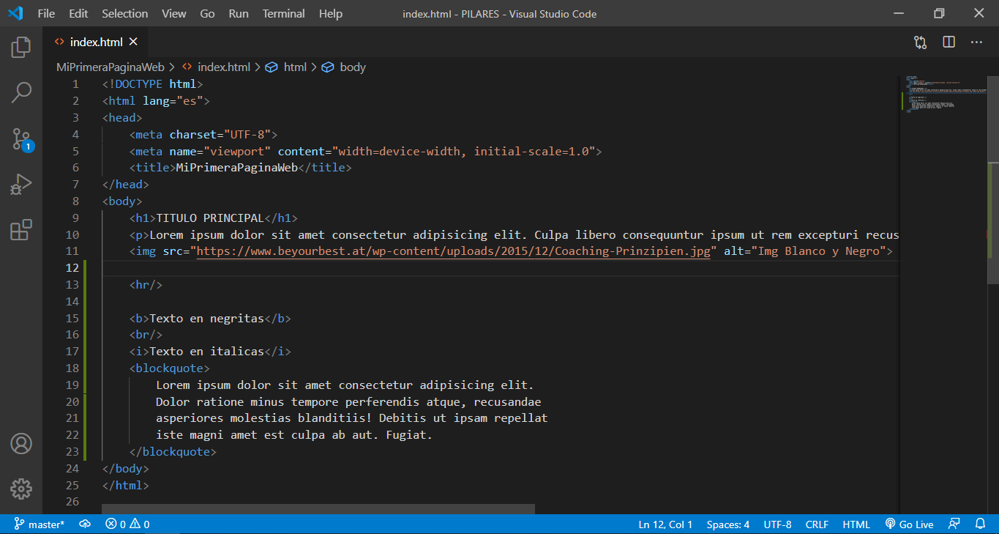 File Edit Selection View Go Run Terminal Help index.html - PILARES - Visual Studio Code
index.html
MiPrimeraPaginaWeb > index.html > html > body
1 <!DOCTYPE html>
2 <html lang="es">
3 <head>
4 <meta charset="UTF-8">
5 <meta name="viewport" content="width=device-width, initial-scale=1.0">
6 <title>MiPrimeraPaginaWeb</title>
7 </head>
8 <body>
9 <h1>TITULO PRINCIPAL</h1>
10 <p>Lorem ipsum dolor sit amet consectetur adipisicing elit. Culpa libero consequuntur ipsum ut rem excepturi recus
11 <img src="https://www.beyourbest.at/wp-content/uploads/2015/12/Coaching-Prinzipien.jpg" alt="Img Blanco y Negro">
12
13 <hr/>
14
15 <b>Texto en negritas</b>
16 <br/>
17 <i>Texto en italicas</i>
18 <blockquote>
19 Lorem ipsum dolor sit amet consectetur adipisicing elit.
20 Dolor ratione minus tempore perferendis atque, recusandae
21 asperiores molestias blanditiis! Debitis ut ipsam repellat
22 iste magni amet est culpa ab aut. Fugiat.
23 </blockquote>
24 </body>
25 </html>
26
1
master* 0 0 Ln 12, Col 1 Spaces: 4 UTF-8 CRLF HTML Go Live